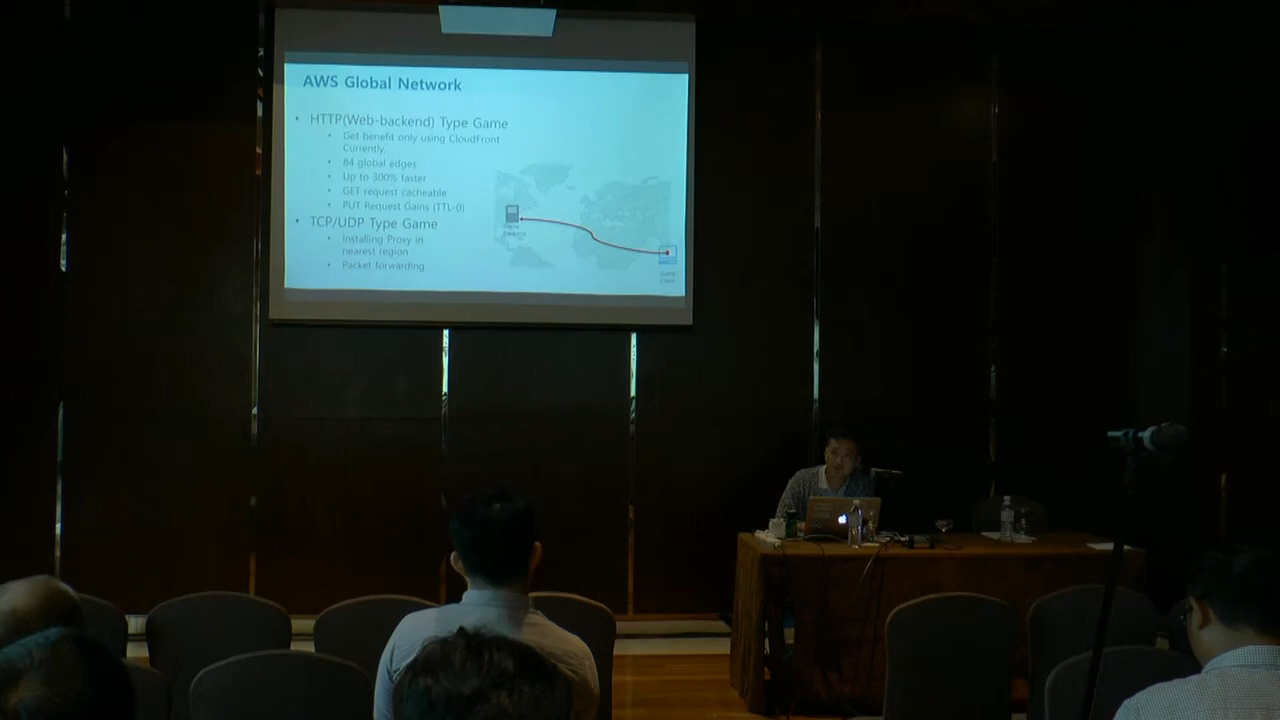 AWS Global Network
• HTTP(Web-backend) Type Game
• Get benefit only using CloudFront
Currently,
• 84 global edges
• Up to 300% faster
• GET request cacheable
• PUT Request Gains (TTL-0)
• TCP/UDP Type Game
• Installing Proxy in
nearest region
• Packet forwarding
Client